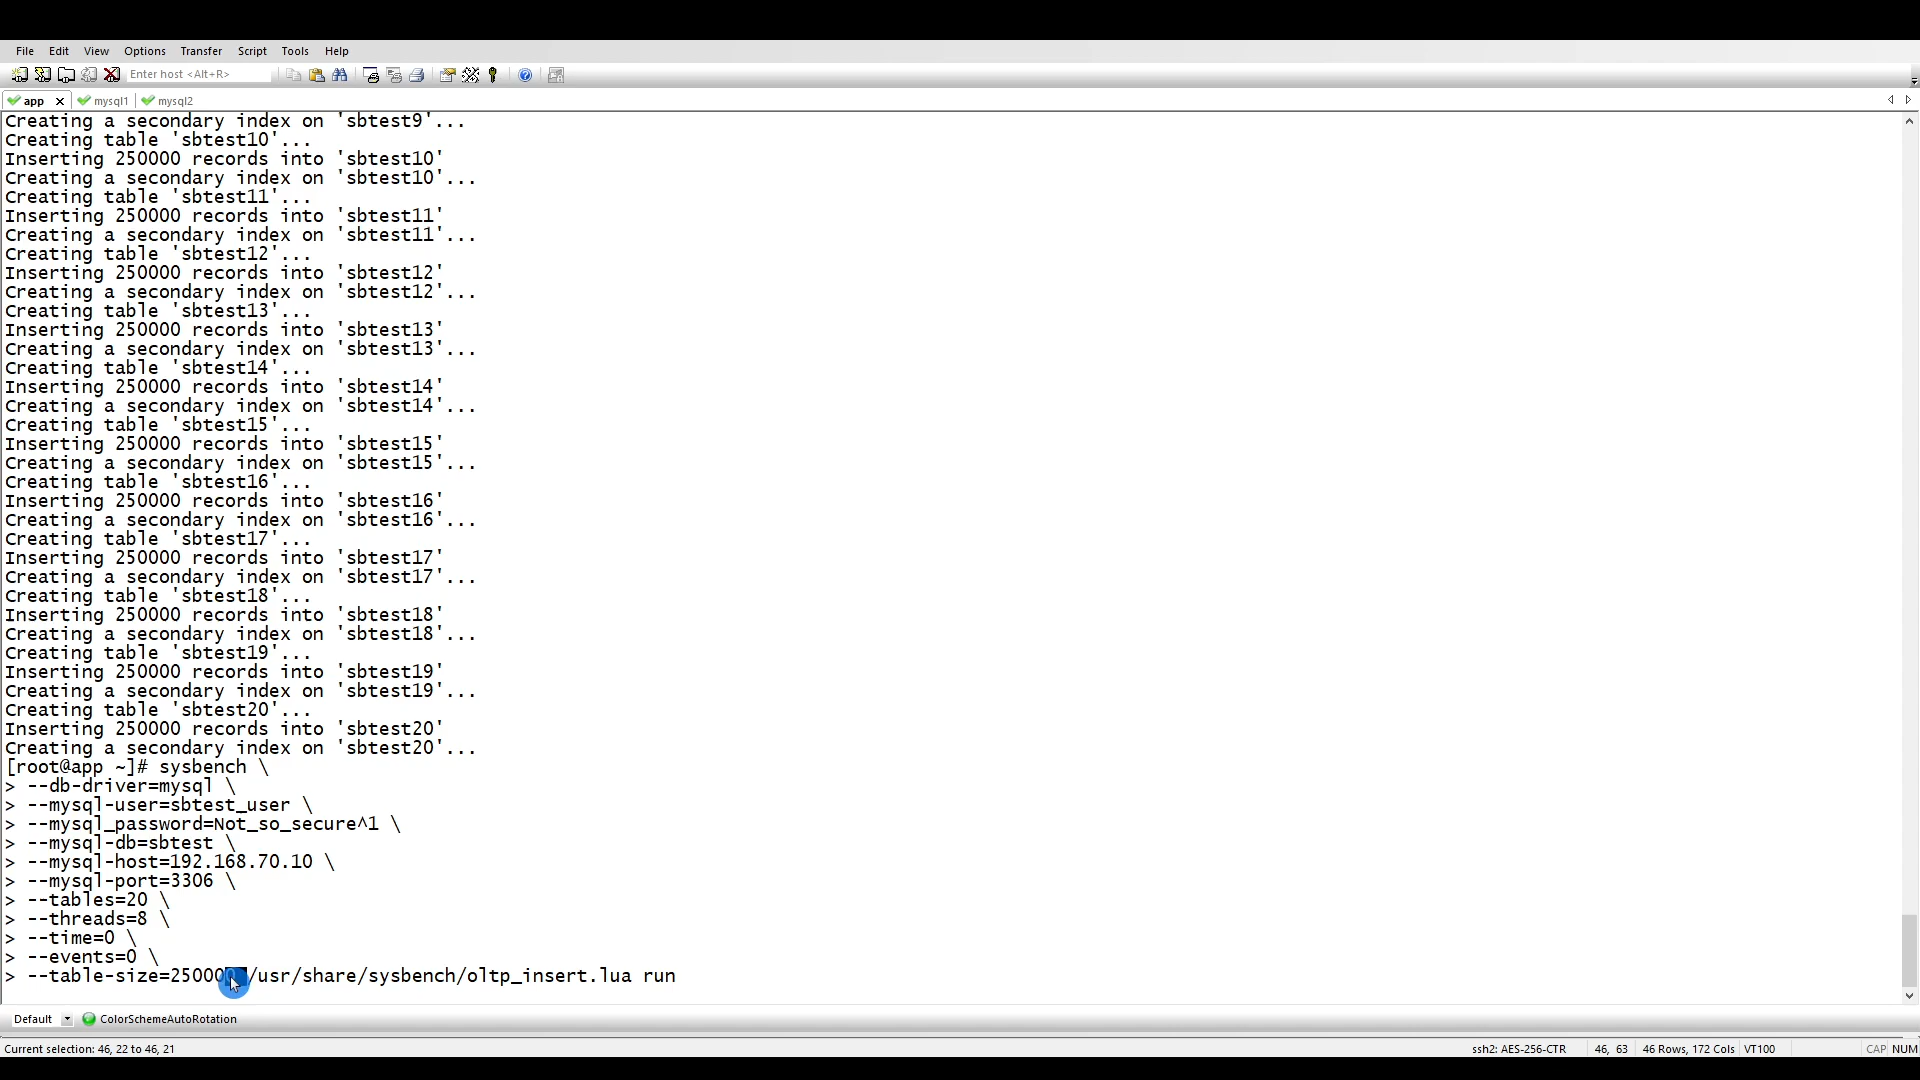 File Edit View Options Transfer Script Tools Help
Enter host <Alt+R>
app mysql1 mysql2
Creating a secondary index on 'sbtest9'...
Creating table 'sbtest10'...
Inserting 250000 records into 'sbtest10'
Creating a secondary index on 'sbtest10'...
Creating table 'sbtest11'...
Inserting 250000 records into 'sbtest11'
Creating a secondary index on 'sbtest11'...
Creating table 'sbtest12'...
Inserting 250000 records into 'sbtest12'
Creating a secondary index on 'sbtest12'...
Creating table 'sbtest13'...
Inserting 250000 records into 'sbtest13'
Creating a secondary index on 'sbtest13'...
Creating table 'sbtest14'...
Inserting 250000 records into 'sbtest14'
Creating a secondary index on 'sbtest14'...
Creating table 'sbtest15'...
Inserting 250000 records into 'sbtest15'
Creating a secondary index on 'sbtest15'...
Creating table 'sbtest16'...
Inserting 250000 records into 'sbtest16'
Creating a secondary index on 'sbtest16'...
Creating table 'sbtest17'...
Inserting 250000 records into 'sbtest17'
Creating a secondary index on 'sbtest17'...
Creating table 'sbtest18'...
Inserting 250000 records into 'sbtest18'
Creating a secondary index on 'sbtest18'...
Creating table 'sbtest19'...
Inserting 250000 records into 'sbtest19'
Creating a secondary index on 'sbtest19'...
Creating table 'sbtest20'...
Inserting 250000 records into 'sbtest20'
Creating a secondary index on 'sbtest20'...
[root@app ~]# sysbench \
> --db-driver=mysql \
> --mysql-user=sbtest_user \
> --mysql_password=Not_so_secure^1 \
> --mysql-db=sbtest \
> --mysql-host=192.168.70.10 \
> --mysql-port=3306 \
> --tables=20 \
> --threads=8 \
> --time=0 \
> --events=0 \
> --table-size=250000 /usr/share/sysbench/oltp_insert.lua run
Default ColorSchemeAutoRotation
Current selection: 46, 22 to 46, 21 ssh2: AES-256-CTR 46, 63 46 Rows, 172 Cols VT100 CAP NUM